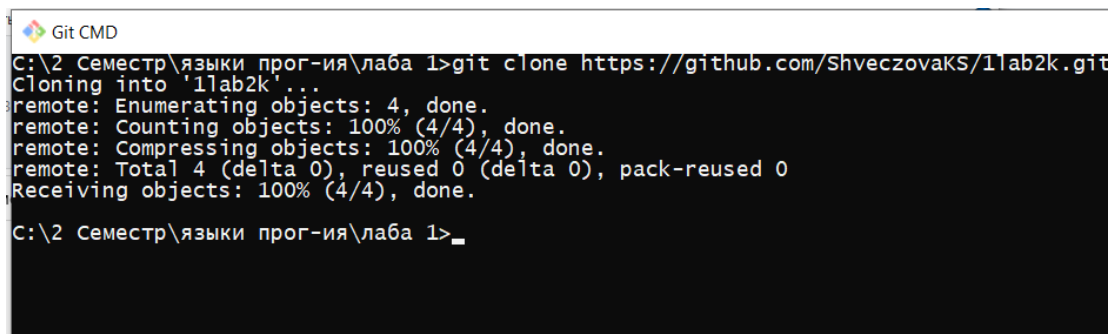 Git CMD
C:\2 Семестр\языки прог-ия\лаба 1>git clone https://github.com/ShveczovaKS/1lab2k.git
Cloning into '1lab2k'...
remote: Enumerating objects: 4, done.
remote: Counting objects: 100% (4/4), done.
remote: Compressing objects: 100% (4/4), done.
remote: Total 4 (delta 0), reused 0 (delta 0), pack-reused 0
Receiving objects: 100% (4/4), done.
C:\2 Семестр\языки прог-ия\лаба 1>